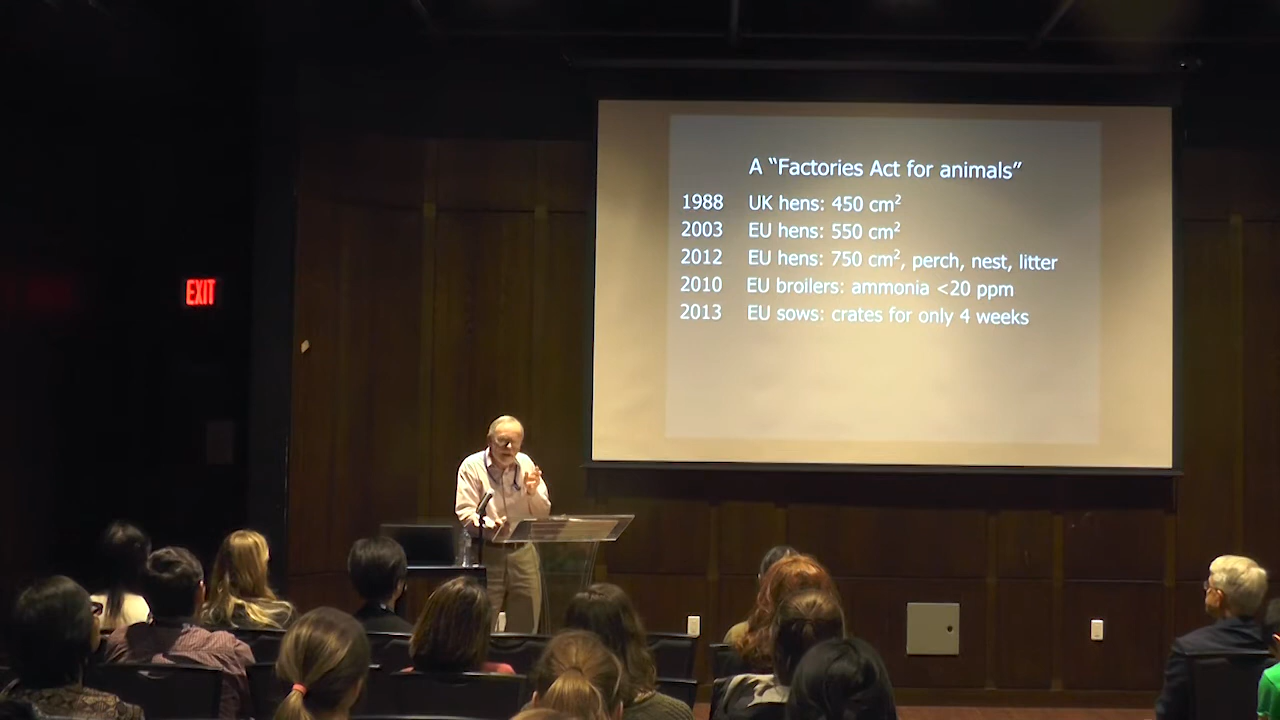 A “Factories Act for animals”
1988 UK hens: 450 cm²
2003 EU hens: 550 cm²
2012 EU hens: 750 cm², perch, nest, litter
2010 EU broilers: ammonia <20 ppm
2013 EU sows: crates for only 4 weeks
EXIT